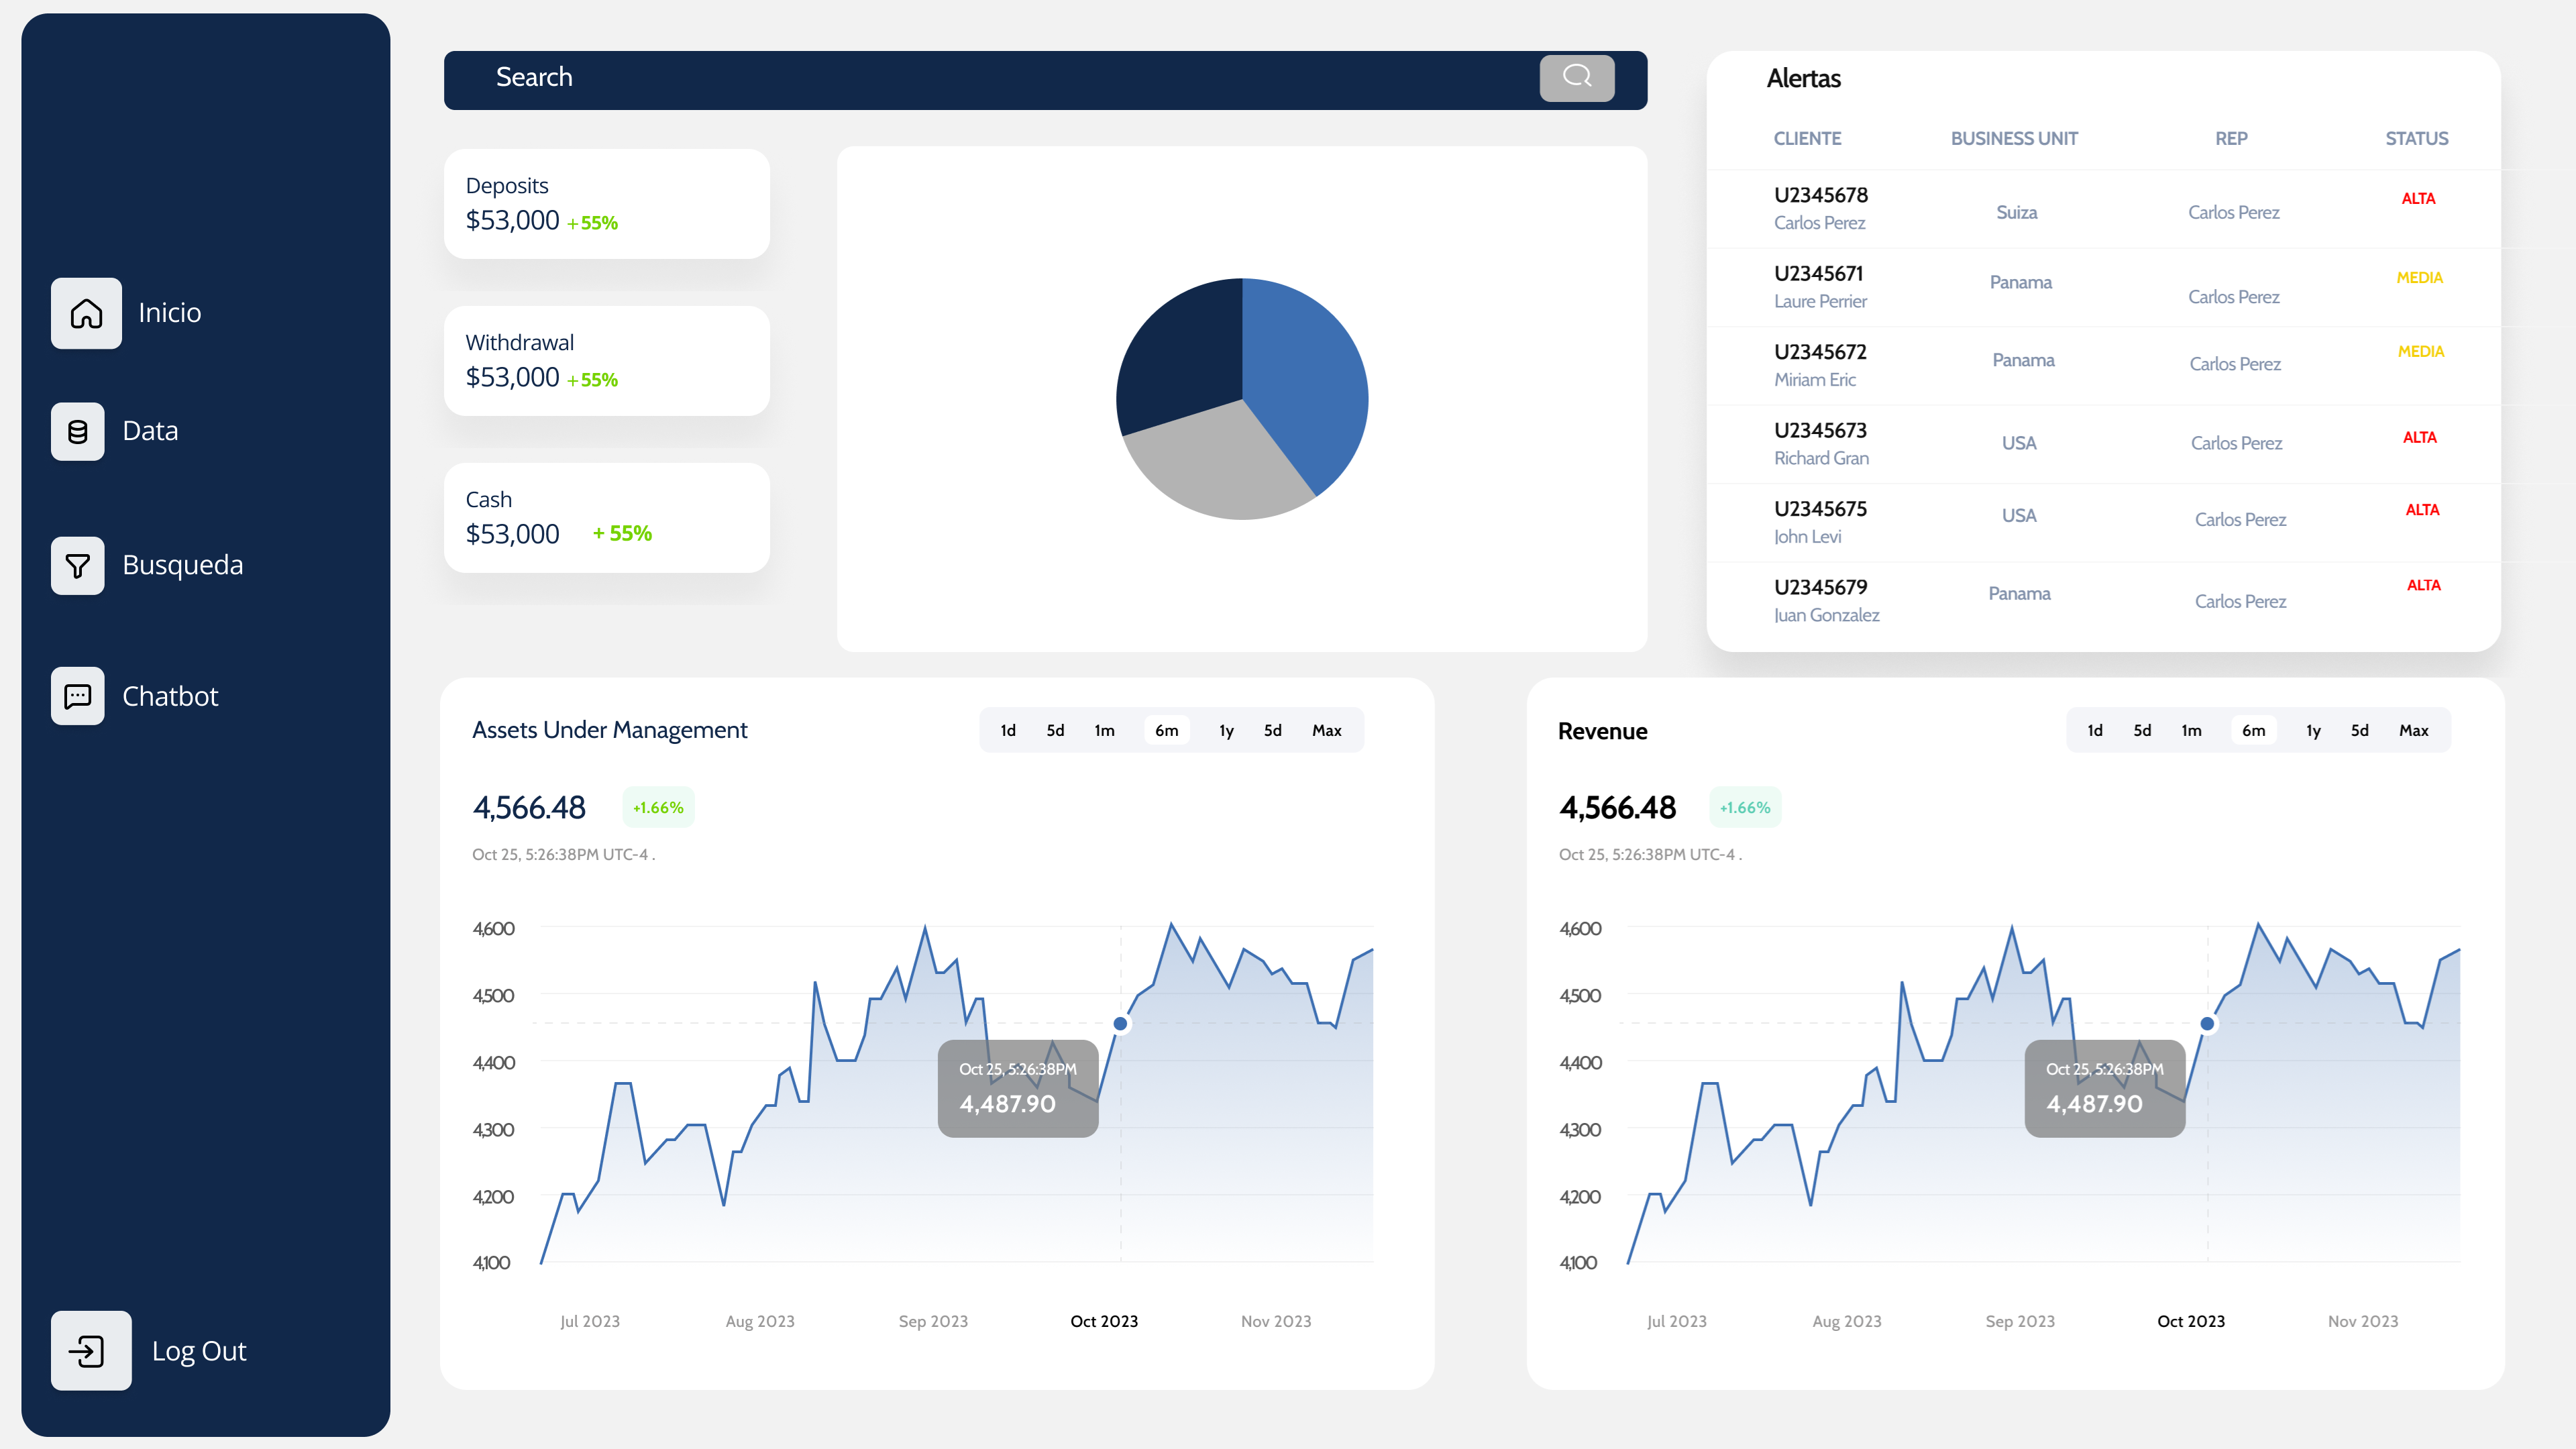 Inicio
Data
Busqueda
Chatbot
Log Out
Search
Deposits
$53,000 +55%
Withdrawal
$53,000 +55%
Cash
$53,000 + 55%
Alertas
CLIENTE BUSINESS UNIT REP STATUS
U2345678
Carlos Perez Suiza Carlos Perez ALTA
U2345671
Laure Perrier Panama Carlos Perez MEDIA
U2345672
Miriam Eric Panama Carlos Perez MEDIA
U2345673
Richard Gran USA Carlos Perez ALTA
U2345675
John Levi USA Carlos Perez ALTA
U2345679
Juan Gonzalez Panama Carlos Perez ALTA
Assets Under Management 1d 5d 1m 6m 1y 5d Max
4,566.48 +1.66%
Oct 25, 5:26:38PM UTC-4 .
4,600
4,500
4,400
4,300
4,200
4,100
Oct 25, 5:26:38PM
4,487.90
Jul 2023 Aug 2023 Sep 2023 Oct 2023 Nov 2023
Revenue 1d 5d 1m 6m 1y 5d Max
4,566.48 +1.66%
Oct 25, 5:26:38PM UTC-4 .
4,600
4,500
4,400
4,300
4,200
4,100
Oct 25, 5:26:38PM
4,487.90
Jul 2023 Aug 2023 Sep 2023 Oct 2023 Nov 2023